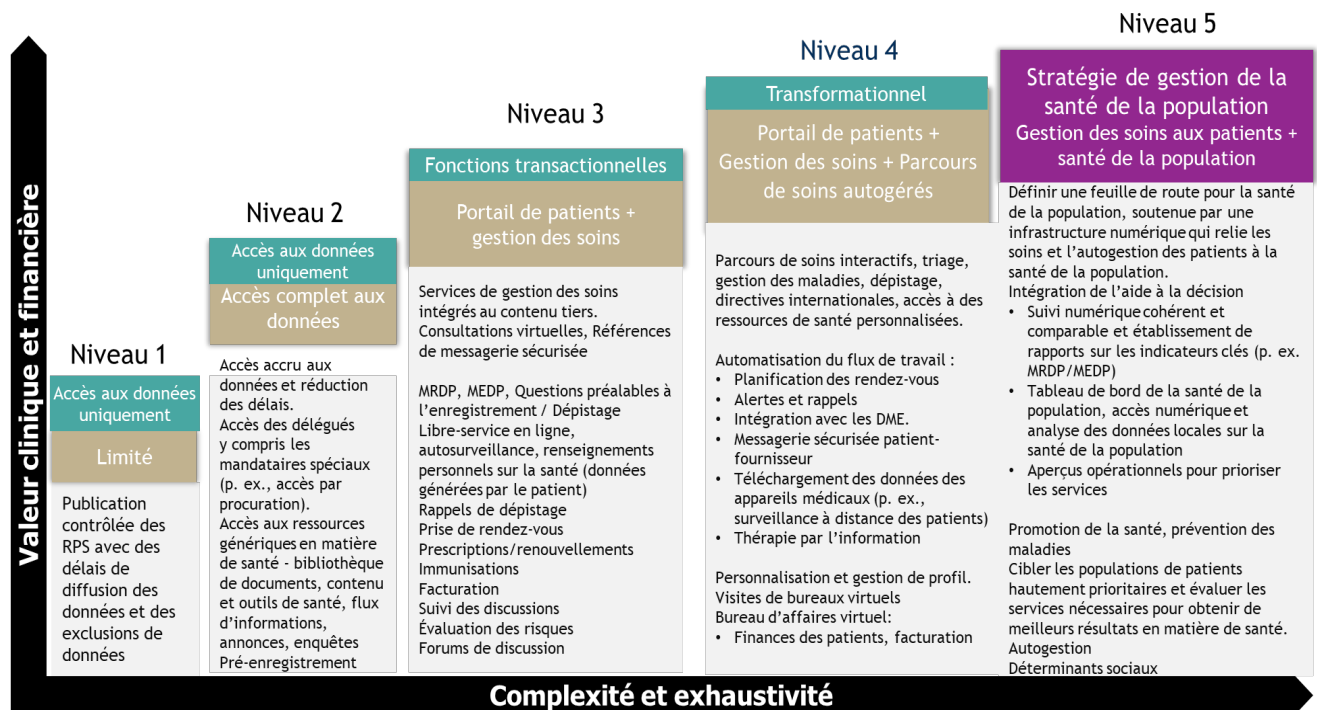 Valeur clinique et financière
Niveau 1
Accès aux données
uniquement
Limité
Publication
contrôlée des
RPS avec des
délais de
diffusion des
données et des
exclusions de
données
Niveau 2
Accès aux données
uniquement
Accès complet aux
données
Accès accru aux
données et réduction
des délais.
Accès des délégués
y compris les
mandataires spéciaux
(p. ex., accès par
procuration).
Accès aux ressources
génériques en matière
de santé - bibliothèque
de documents, contenu
et outils de santé, flux
d’informations,
annonces, enquêtes
Pré-enregistrement
Niveau 3
Fonctions transactionnelles
Portail de patients +
gestion des soins
Services de gestion des soins
intégrés au contenu tiers.
Consultations virtuelles, Références
de messagerie sécurisée
MRDP, MEDP, Questions préalables à
l’enregistrement / Dépistage
Libre-service en ligne,
autosurveillance, renseignements
personnels sur la santé (données
générées par le patient)
Rappels de dépistage
Prise de rendez-vous
Prescriptions/renouvellements
Immunisations
Facturation
Suivi des discussions
Évaluation des risques
Forums de discussion
Niveau 4
Transformationnel
Portail de patients +
Gestion des soins + Parcours
de soins autogérés
Parcours de soins interactifs, triage,
gestion des maladies, dépistage,
directives internationales, accès à des
ressources de santé personnalisées.
Automatisation du flux de travail :
• Planification des rendez-vous
• Alertes et rappels
• Intégration avec les DME.
• Messagerie sécurisée patient-
fournisseur
• Téléchargement des données des
appareils médicaux (p. ex.,
surveillance à distance des patients)
• Thérapie par l’information
Personnalisation et gestion de profil.
Visites de bureaux virtuels
Bureau d’affaires virtuel:
• Finances des patients, facturation
Niveau 5
Stratégie de gestion de la
santé de la population
Gestion des soins aux patients +
santé de la population
Définir une feuille de route pour la santé
de la population, soutenue par une
infrastructure numérique qui relie les
soins et l’autogestion des patients à la
santé de la population.
Intégration de l’aide à la décision
• Suivi numérique cohérent et
comparable et établissement de
rapports sur les indicateurs clés (p. ex.
MRDP/MEDP)
• Tableau de bord de la santé de la
population, accès numérique et
analyse des données locales sur la
santé de la population
• Aperçus opérationnels pour prioriser
les services
Promotion de la santé, prévention des
maladies
Cibler les populations de patients
hautement prioritaires et évaluer les
services nécessaires pour obtenir de
meilleurs résultats en matière de santé.
Autogestion
Déterminants sociaux
Complexité et exhaustivité